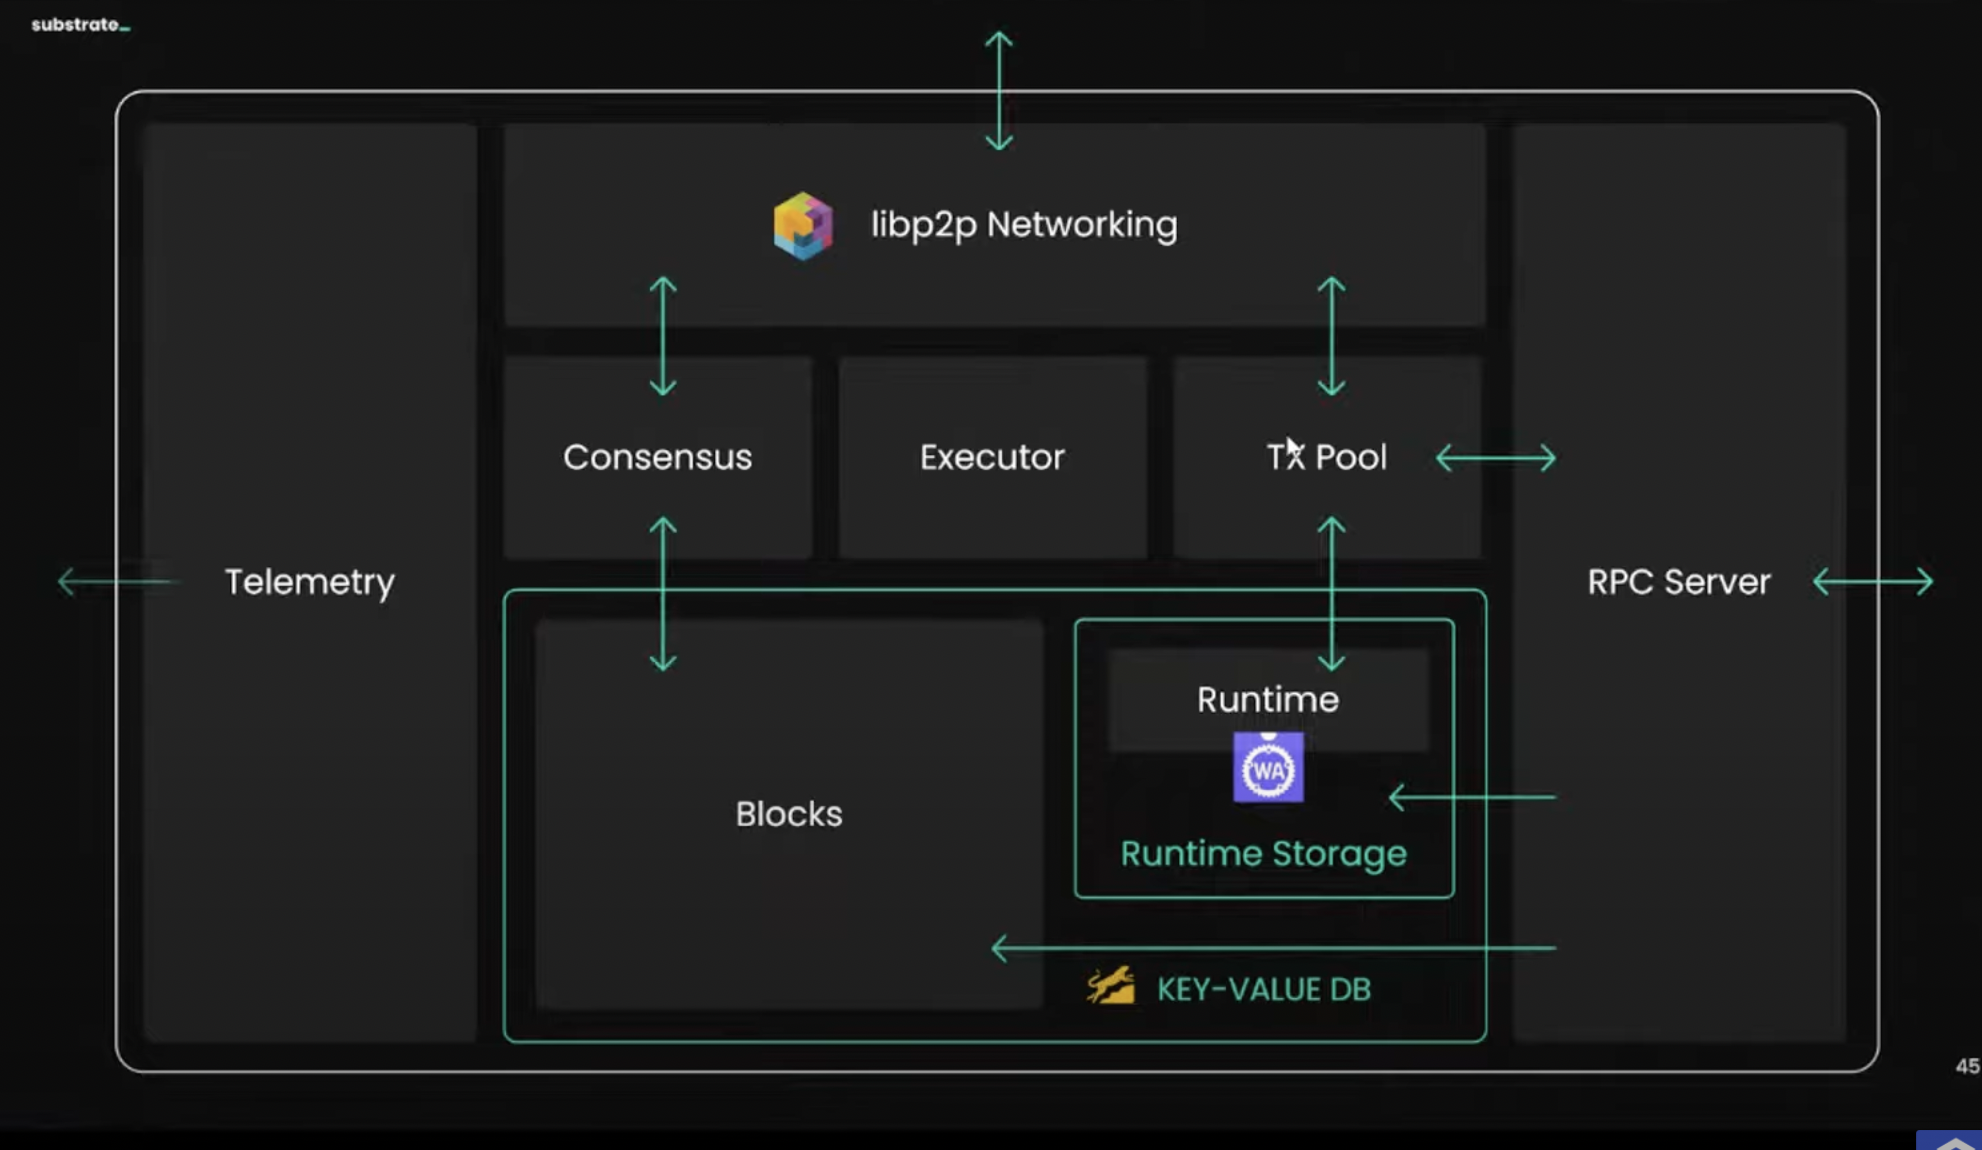 substrate_
libp2p Networking
Consensus
Executor
TX Pool
Telemetry
RPC Server
Runtime
WA
Blocks
Runtime Storage
KEY-VALUE DB
45